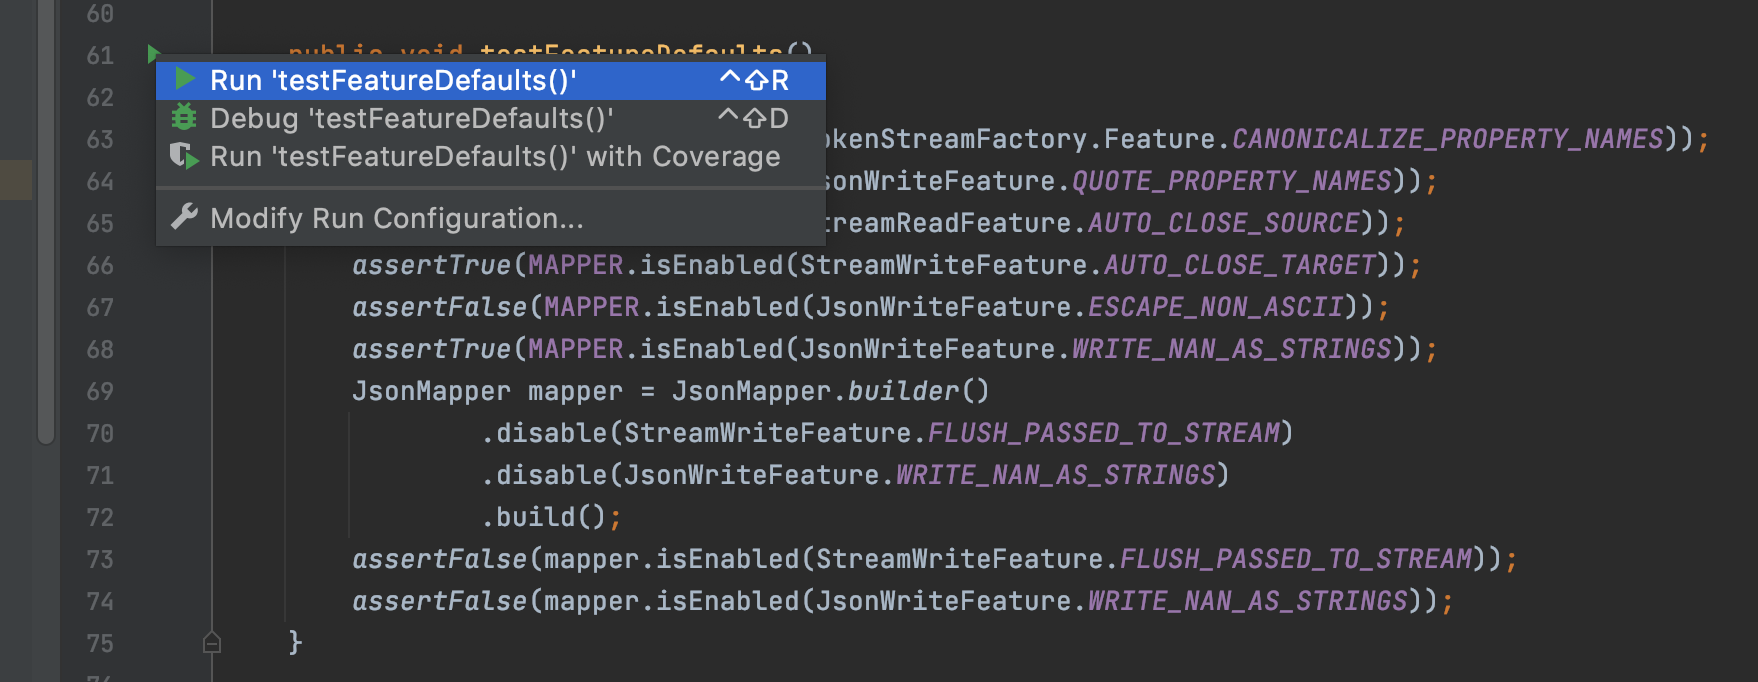 60
61 public void testFeatureDefaults()
Run 'testFeatureDefaults()' ^⇧R
62
Debug 'testFeatureDefaults()' ^⇧D
63 okenStreamFactory.Feature.CANONICALIZE_PROPERTY_NAMES));
Run 'testFeatureDefaults()' with Coverage
64 sonWriteFeature.QUOTE_PROPERTY_NAMES));
65 treamReadFeature.AUTO_CLOSE_SOURCE));
Modify Run Configuration...
66 assertTrue(MAPPER.isEnabled(StreamWriteFeature.AUTO_CLOSE_TARGET));
67 assertFalse(MAPPER.isEnabled(JsonWriteFeature.ESCAPE_NON_ASCII));
68 assertTrue(MAPPER.isEnabled(JsonWriteFeature.WRITE_NAN_AS_STRINGS));
69 JsonMapper mapper = JsonMapper.builder()
70 .disable(StreamWriteFeature.FLUSH_PASSED_TO_STREAM)
71 .disable(JsonWriteFeature.WRITE_NAN_AS_STRINGS)
72 .build();
73 assertFalse(mapper.isEnabled(StreamWriteFeature.FLUSH_PASSED_TO_STREAM));
74 assertFalse(mapper.isEnabled(JsonWriteFeature.WRITE_NAN_AS_STRINGS));
75 }